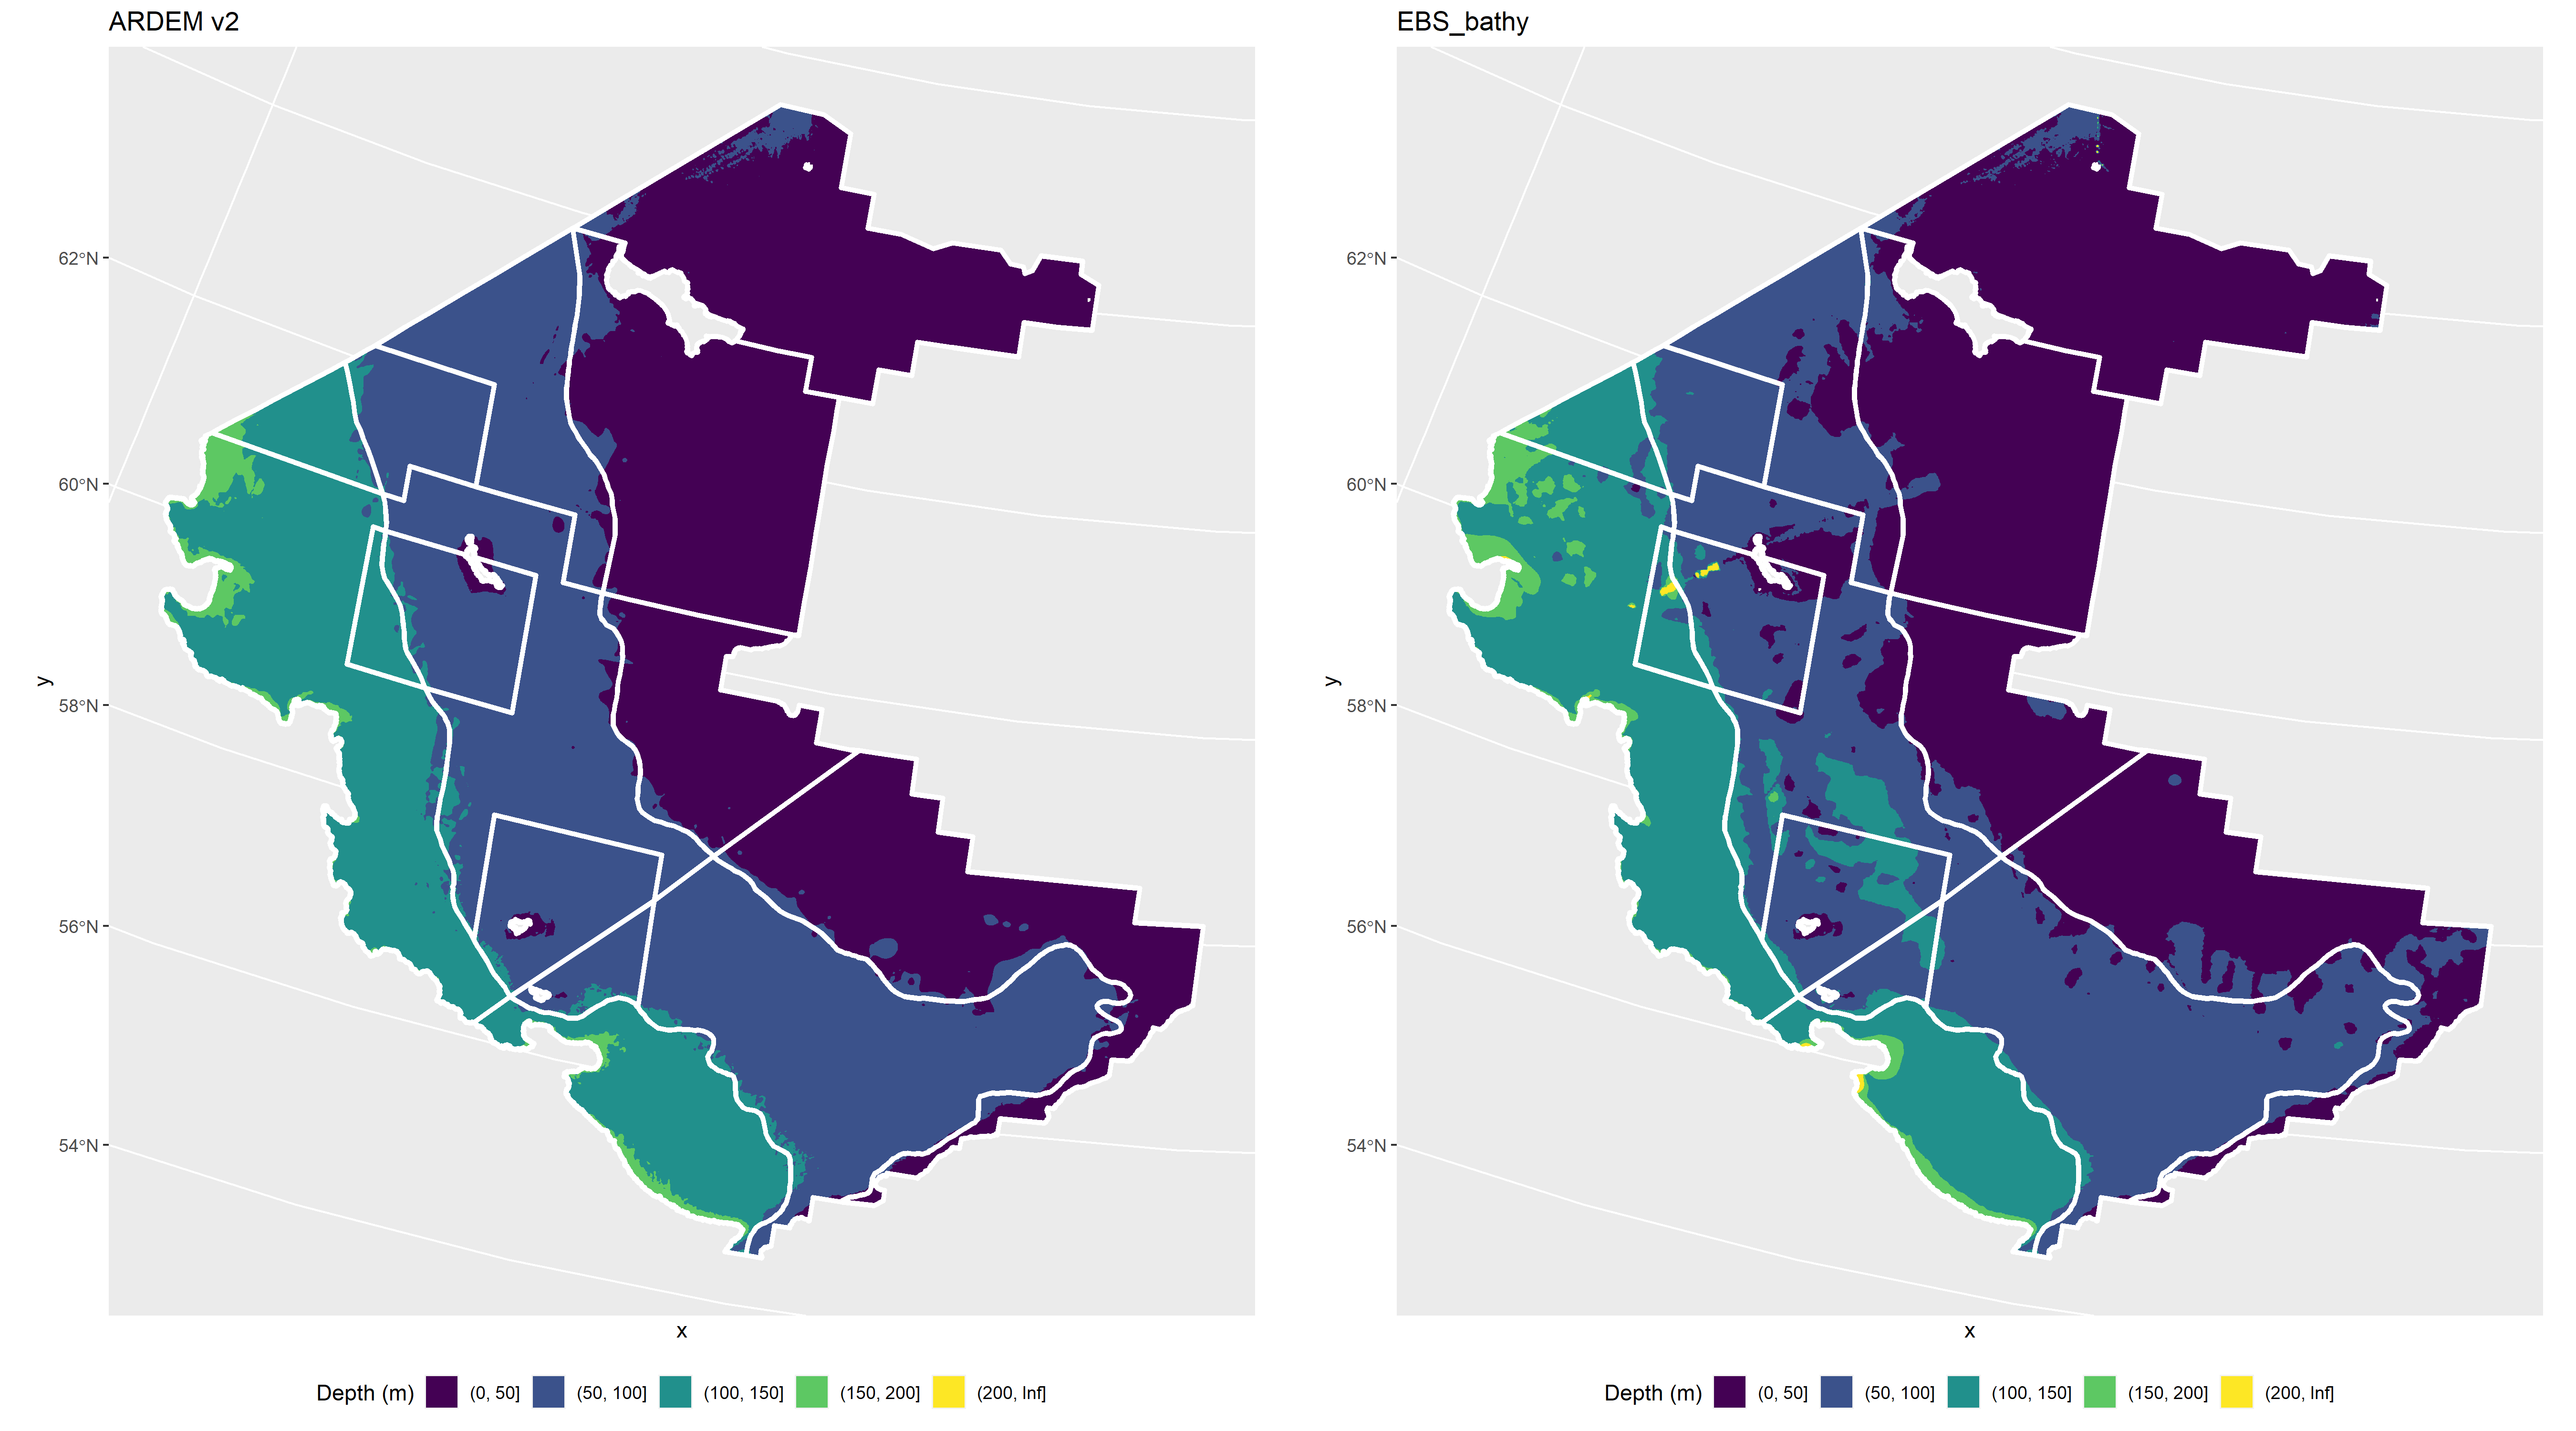 ARDEM v2
62°N
60°N
58°N
56°N
54°N
y
x
Depth (m) (0, 50] (50, 100] (100, 150] (150, 200] (200, Inf]
EBS_bathy
62°N
60°N
58°N
56°N
54°N
y
x
Depth (m) (0, 50] (50, 100] (100, 150] (150, 200] (200, Inf]